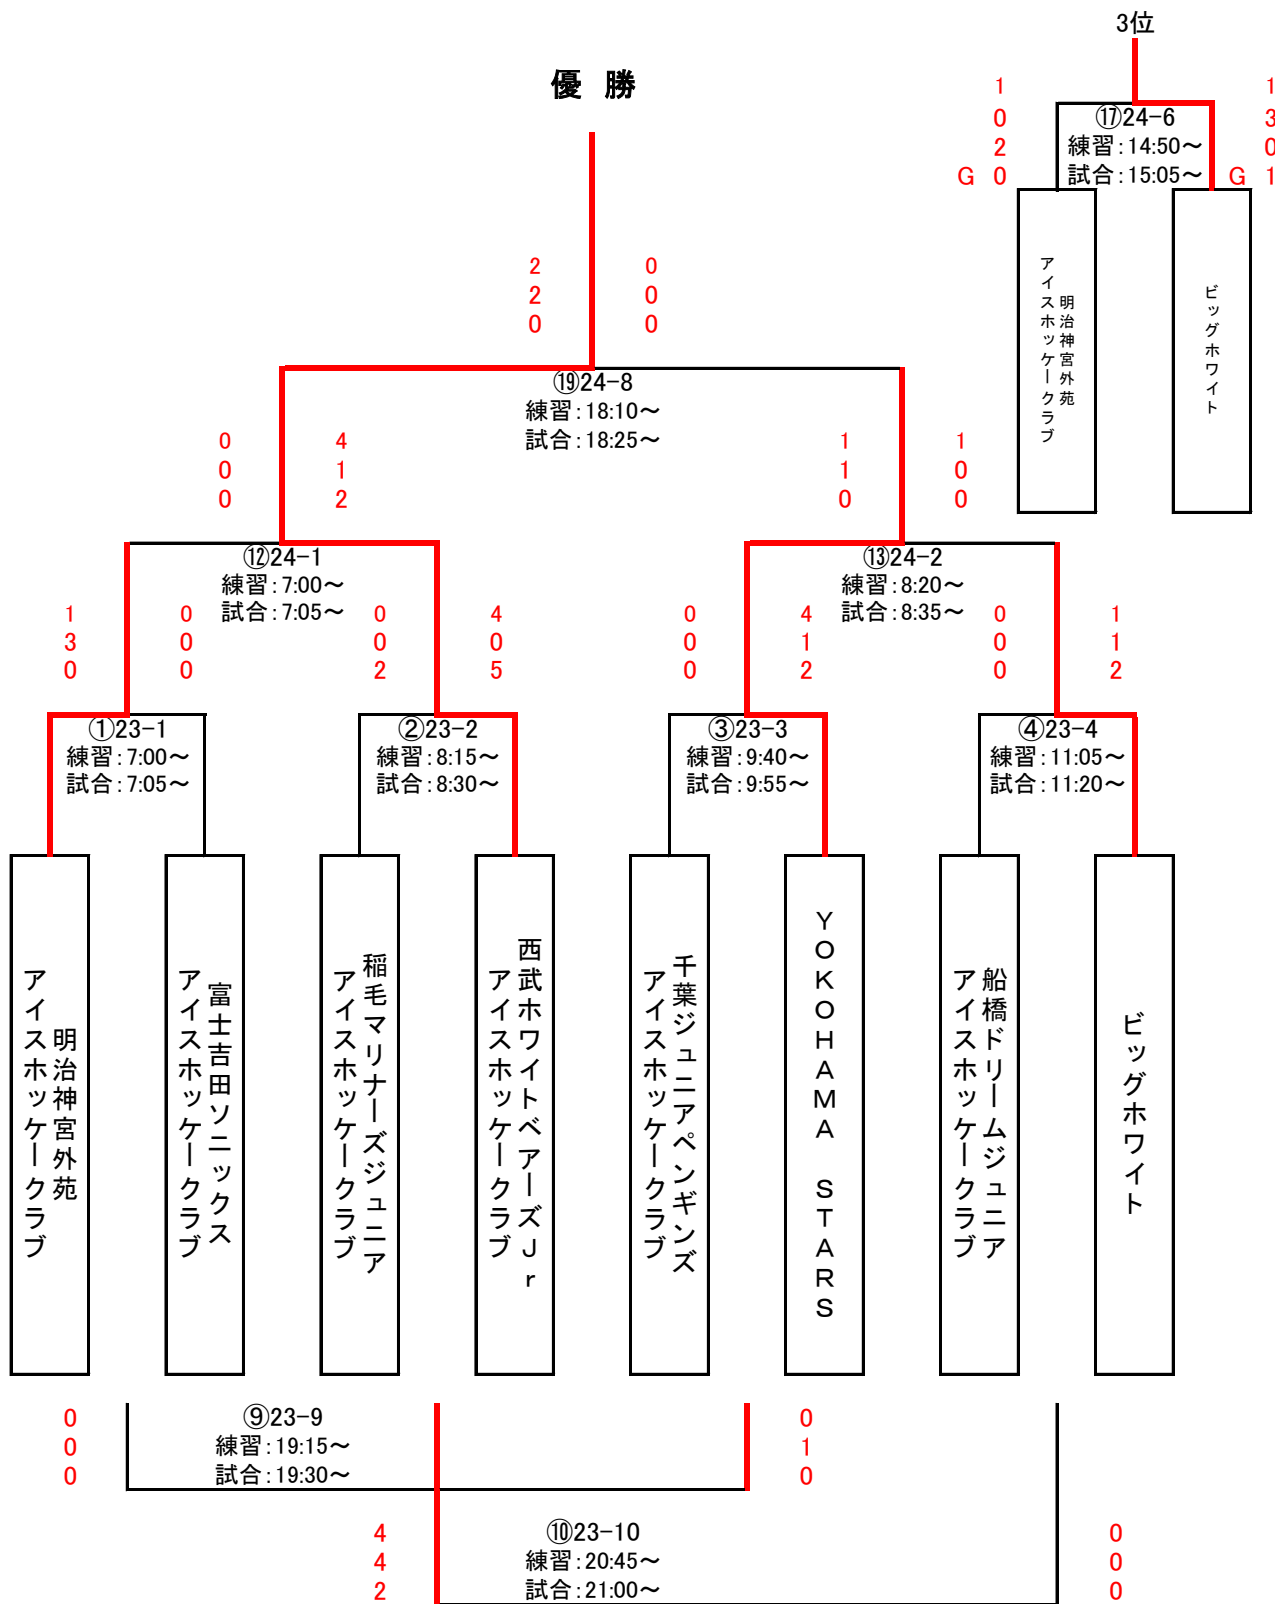 3位
優 勝
1
0
2
G 0
⑰24-6
練習:14:50～
試合:15:05～
1
3
0
G 1
明治神宮外苑
アイスホッケークラブ
ビッグホワイト
2
2
0
0
0
0
⑲24-8
練習:18:10～
試合:18:25～
0
0
0
4
1
2
1
1
0
1
0
0
⑫24-1
練習:7:00～
試合:7:05～
⑬24-2
練習:8:20～
試合:8:35～
1
3
0
0
0
0
0
0
2
4
0
5
0
0
0
4
1
2
0
0
0
1
1
2
①23-1
練習:7:00～
試合:7:05～
②23-2
練習:8:15～
試合:8:30～
③23-3
練習:9:40～
試合:9:55～
④23-4
練習:11:05～
試合:11:20～
明治神宮外苑
アイスホッケークラブ
富士吉田ソニックス
アイスホッケークラブ
稲毛マリナーズジュニア
アイスホッケークラブ
西武ホワイトベアーズJr
アイスホッケークラブ
千葉ジュニアペンギンズ
アイスホッケークラブ
YOKOHAMA STARS
船橋ドリームジュニア
アイスホッケークラブ
ビッグホワイト
0
0
0
⑨23-9
練習:19:15～
試合:19:30～
0
1
0
4
4
2
⑩23-10
練習:20:45～
試合:21:00～
0
0
0